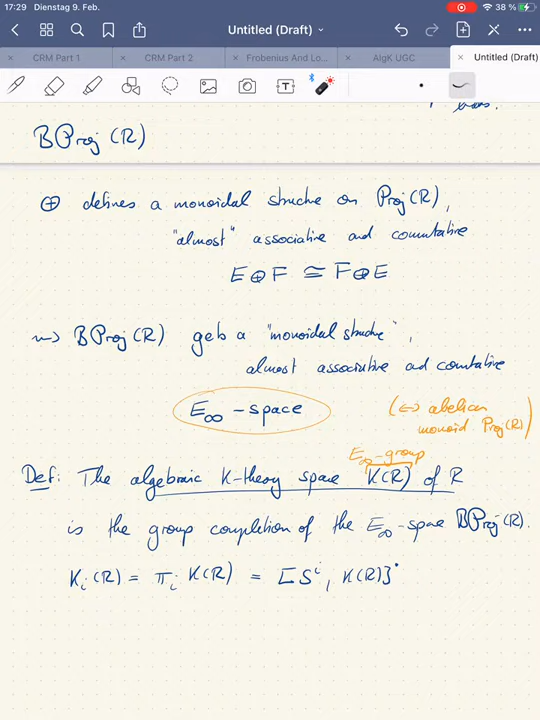 17:29 Dienstag 9. Feb.
38 %
Untitled (Draft)
CRM Part 1
CRM Part 2
Frobenius And Lo...
AlgK UGC
Untitled (Draft)
BProj(R)
⊕ defines a monoidal structure on Proj(R),
"almost" associative and commutative
E⊕F ≅ F⊕E
⇝ BProj(R) gets a "monoidal structure",
almost associative and commutative
E∞-space
(⇔ abelian
monoid Proj(R))
E∞-group
Def: The algebraic K-theory space K(R) of R
is the group completion of the E∞-space BProj(R).
Kᵢ(R) = πᵢ K(R) = [Sⁱ, K(R)]•